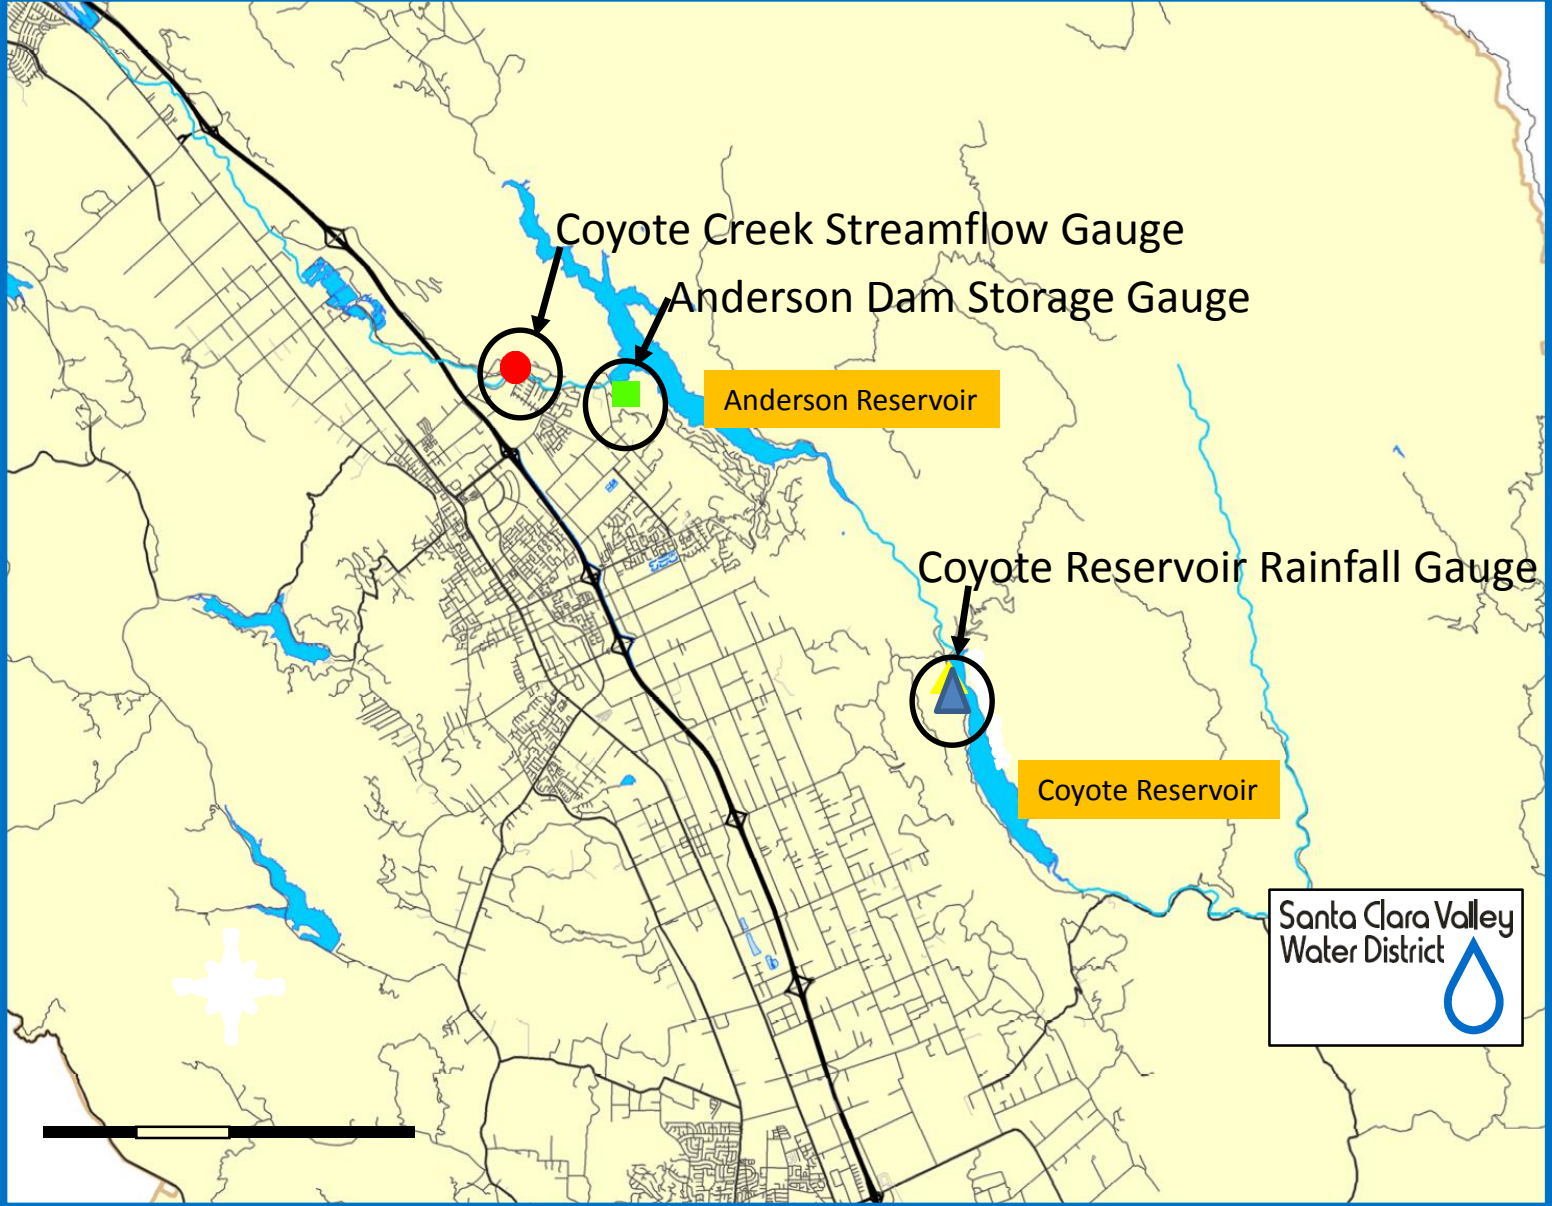 Coyote Creek Streamflow Gauge
Anderson Dam Storage Gauge
Anderson Reservoir
Coyote Reservoir Rainfall Gauge
Coyote Reservoir
Santa Clara Valley
Water District